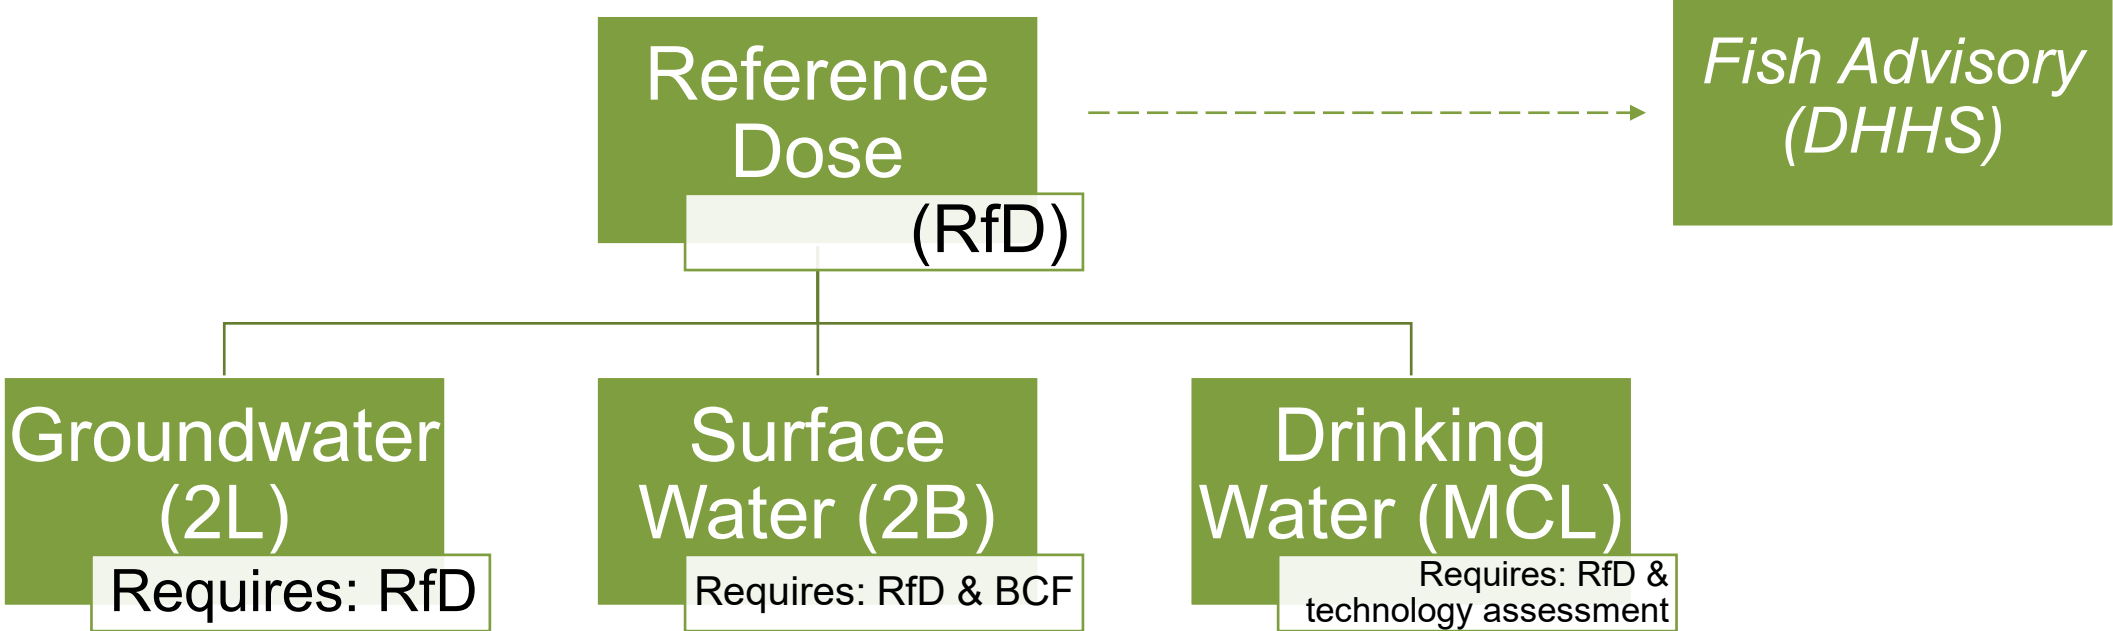 Reference
Dose
(RfD)
Fish Advisory
(DHHS)
Groundwater
(2L)
Requires: RfD
Surface
Water (2B)
Requires: RfD & BCF
Drinking
Water (MCL)
Requires: RfD &
technology assessment